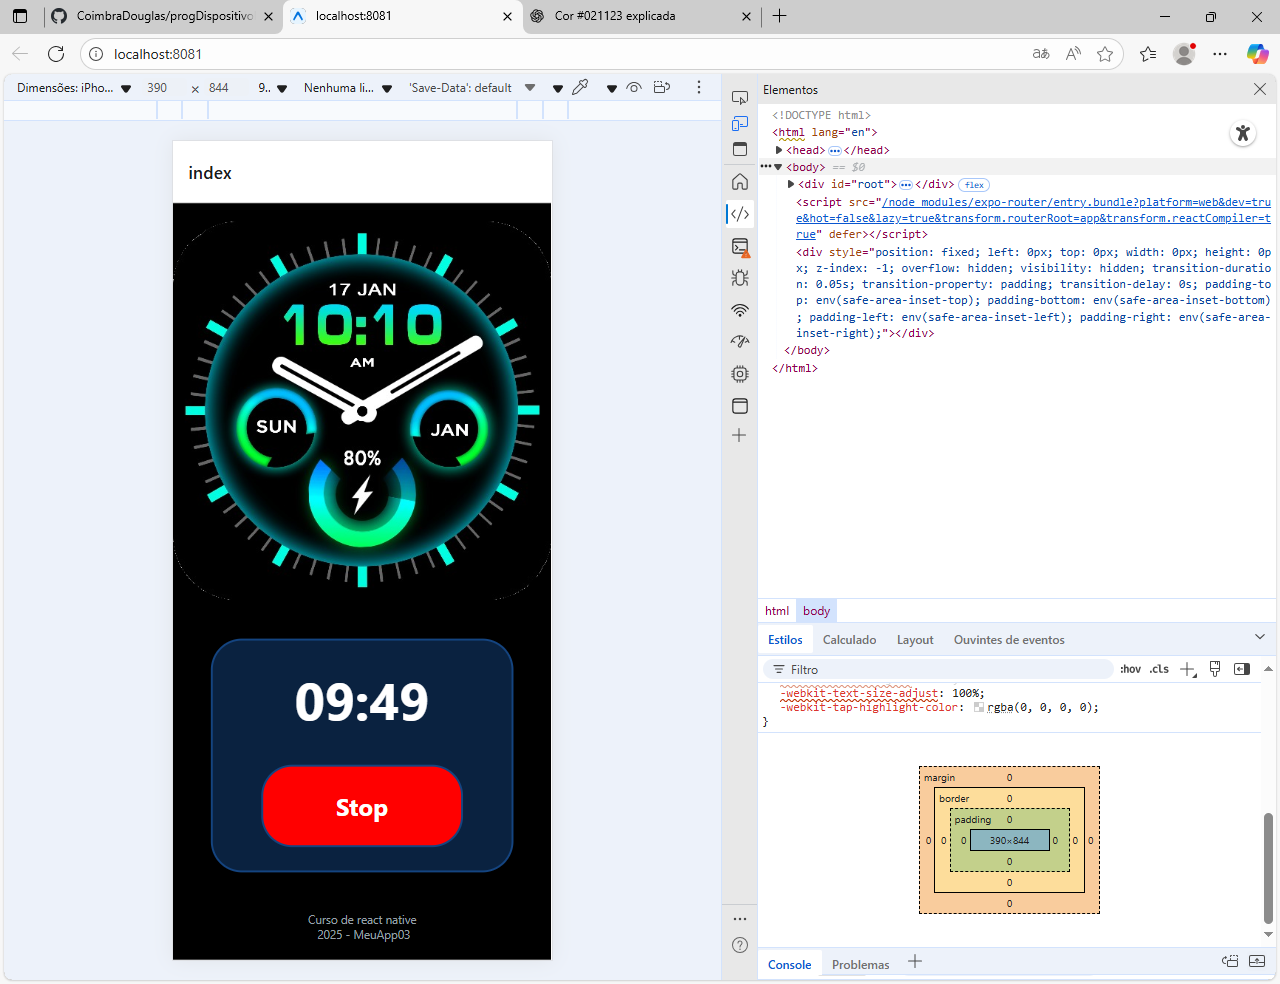 CoimbraDouglas/progDispositivo
localhost:8081
Cor #021123 explicada
localhost:8081
Dimensões: iPho...
390
×
844
9..
Nenhuma li...
'Save-Data': default
index
17 JAN
10:10
AM
SUN
JAN
80%
09:49
Stop
Curso de react native
2025 - MeuApp03
Elementos
<!DOCTYPE html>
<html lang="en">
<head> ••• </head>
••• <body> == $0
<div id="root"> ••• </div> flex
<script src="/node_modules/expo-router/entry.bundle?platform=web&dev=tru
e&hot=false&lazy=true&transform.routerRoot=app&transform.reactCompiler=t
rue" defer></script>
<div style="position: fixed; left: 0px; top: 0px; width: 0px; height: 0p
x; z-index: -1; overflow: hidden; visibility: hidden; transition-duratio
n: 0.05s; transition-property: padding; transition-delay: 0s; padding-to
p: env(safe-area-inset-top); padding-bottom: env(safe-area-inset-bottom)
; padding-left: env(safe-area-inset-left); padding-right: env(safe-area-
inset-right);"></div>
</body>
</html>
html body
Estilos Calculado Layout Ouvintes de eventos
Filtro
:hov .cls
-webkit-text-size-adjust: 100%;
-webkit-tap-highlight-color: rgba(0, 0, 0, 0);
}
margin 0
border 0
padding 0
0 0 0 390×844 0 0 0
0
0
0
Console Problemas